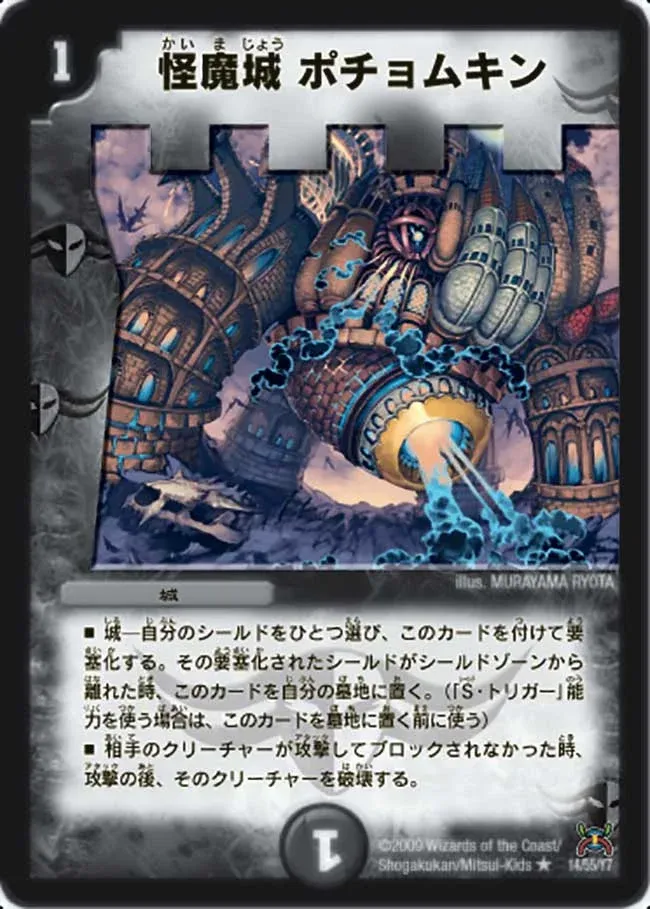 1
かいまじょう
怪魔城 ポチョムキン
illus. MURAYAMA RYOTA
城
■ 城―自分のシールドをひとつ選び、このカードを付けて要
塞化する。その要塞化されたシールドがシールドゾーンから
離れた時、このカードを自分の墓地に置く。(「S・トリガー」能
力を使う場合は、このカードを墓地に置く前に使う)
■ 相手のクリーチャーが攻撃してブロックされなかった時、
攻撃の後、そのクリーチャーを破壊する。
1
©2009 Wizards of the Coast/
Shogakukan/Mitsui-Kids ★ 14/55/Y7